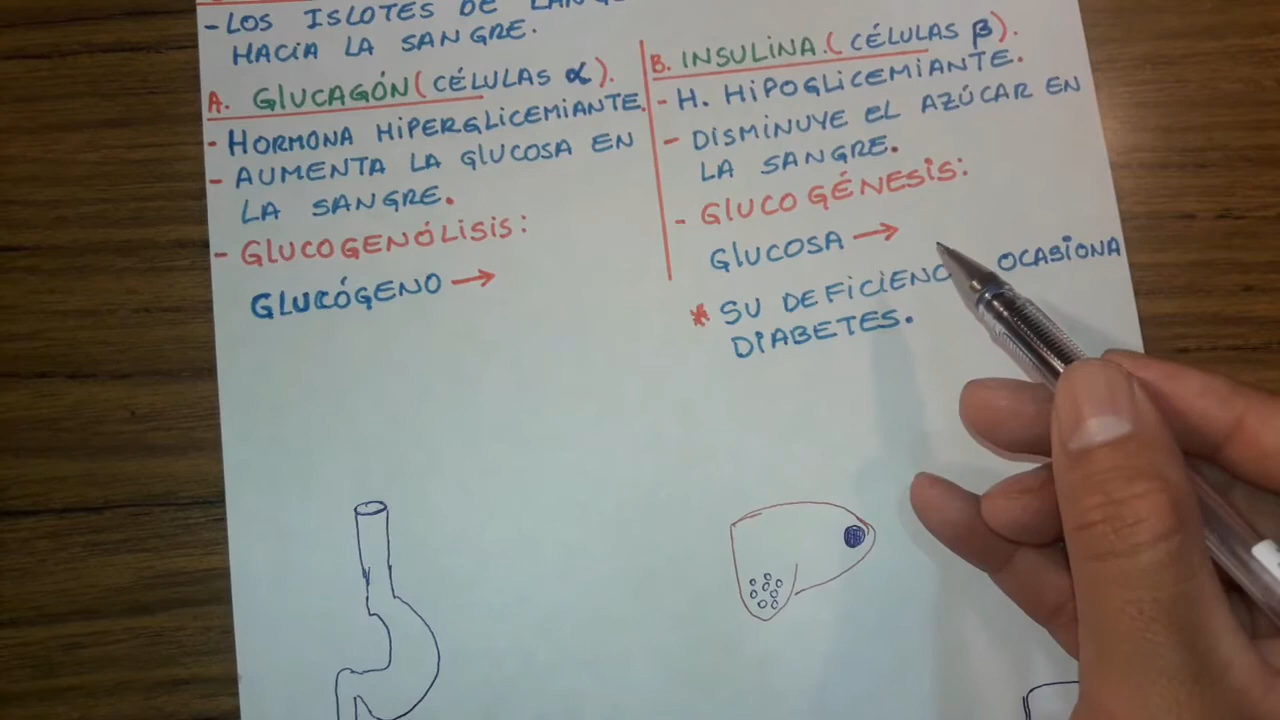 - LOS ISLOTES DE
HACIA LA SANGRE.
A. GLUCAGÓN (CÉLULAS α).
- HORMONA HIPERGLICEMIANTE.
- AUMENTA LA GLUCOSA EN
LA SANGRE.
- GLUCOGENÓLISIS:
GLUCÓGENO →
B. INSULINA. (CÉLULAS β).
- H. HIPOGLICEMIANTE.
- DISMINUYE EL AZÚCAR EN
LA SANGRE.
- GLUCOGÉNESIS:
GLUCOSA →
* SU DEFICIENC OCASIONA
DIABETES.